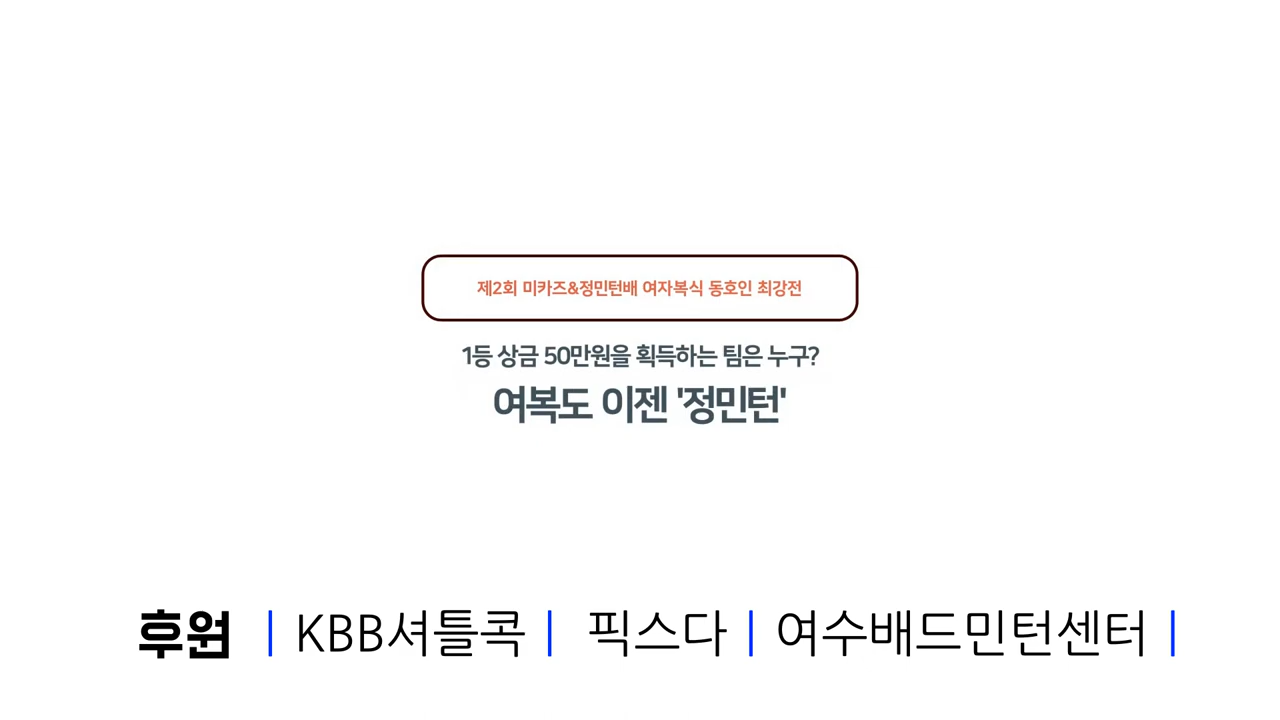 제2회 미카즈&정민턴배 여자복식 동호인 최강전
1등 상금 50만원을 획득하는 팀은 누구?
여복도 이젠 '정민턴'
후원 | KBB셔틀콕 | 픽스다 | 여수배드민턴센터 |